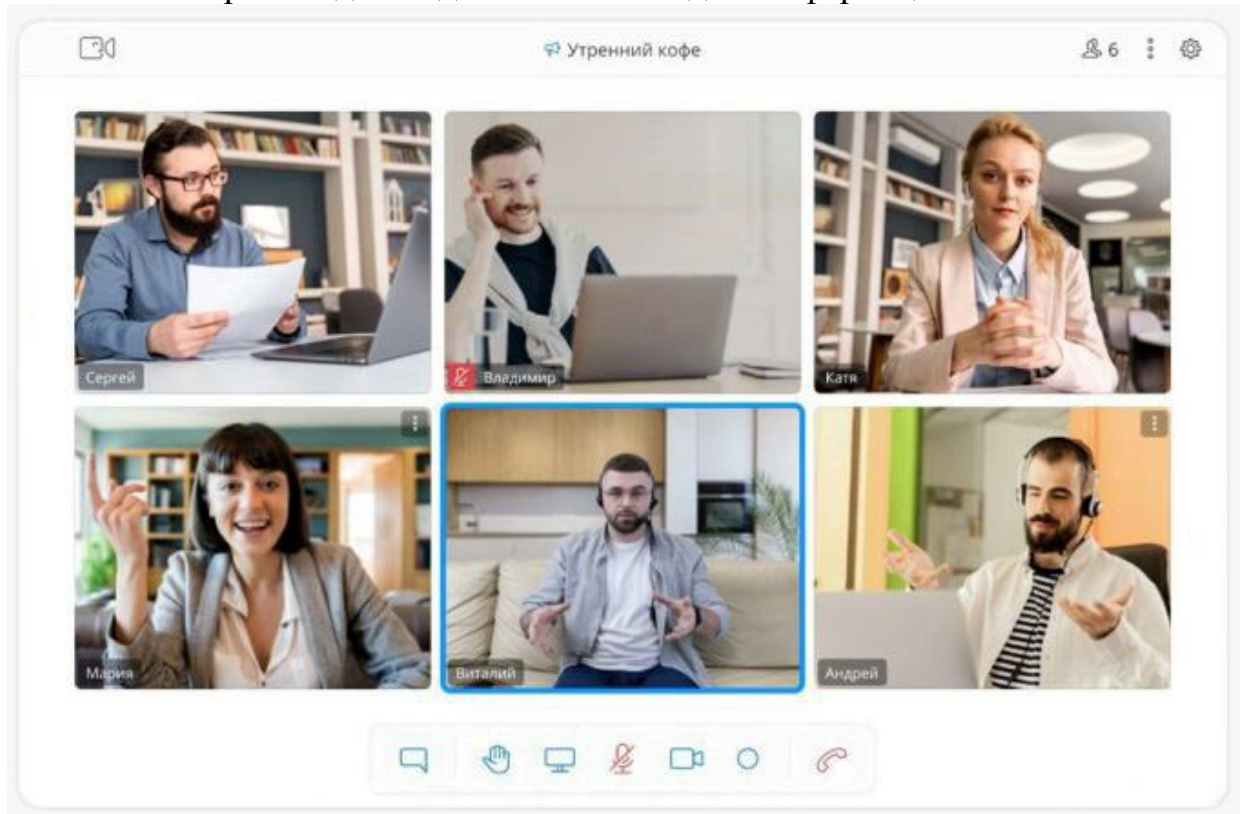 Утренний кофе
6
Сергей
Владимир
Катя
Мария
Виталий
Андрей